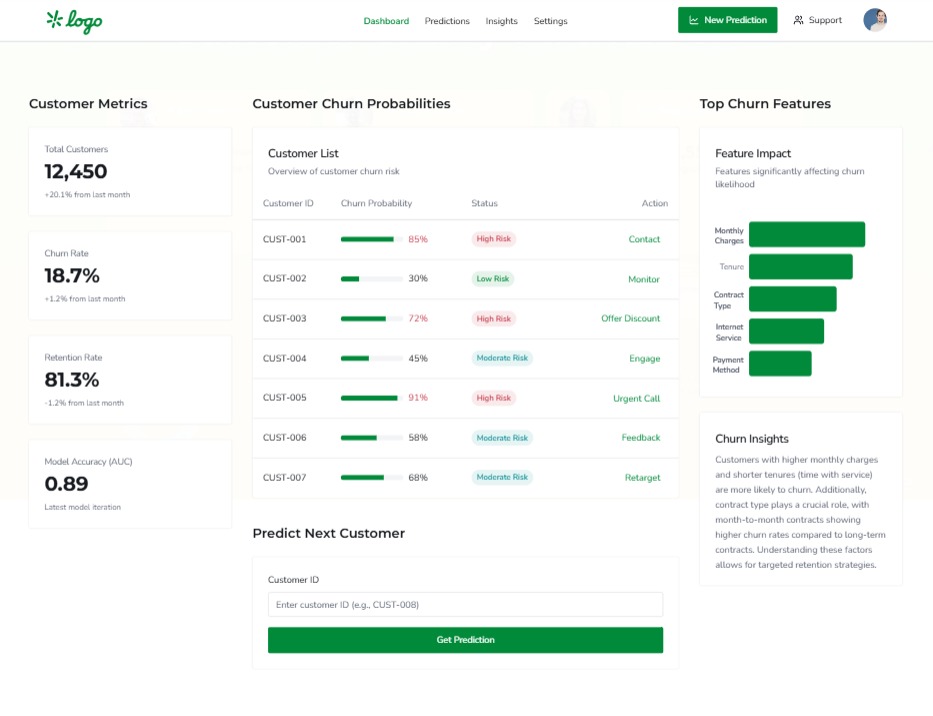 logo
Dashboard Predictions Insights Settings
New Prediction
Support
Customer Metrics
Total Customers
12,450
+20.1% from last month
Churn Rate
18.7%
+1.2% from last month
Retention Rate
81.3%
-1.2% from last month
Model Accuracy (AUC)
0.89
Latest model iteration
Customer Churn Probabilities
Customer List
Overview of customer churn risk
Customer ID Churn Probability Status Action
CUST-001 85% High Risk Contact
CUST-002 30% Low Risk Monitor
CUST-003 72% High Risk Offer Discount
CUST-004 45% Moderate Risk Engage
CUST-005 91% High Risk Urgent Call
CUST-006 58% Moderate Risk Feedback
CUST-007 68% Moderate Risk Retarget
Predict Next Customer
Customer ID
Enter customer ID (e.g., CUST-008)
Get Prediction
Top Churn Features
Feature Impact
Features significantly affecting churn
likelihood
Monthly
Charges
Tenure
Contract
Type
Internet
Service
Payment
Method
Churn Insights
Customers with higher monthly charges
and shorter tenures (time with service)
are more likely to churn. Additionally,
contract type plays a crucial role, with
month-to-month contracts showing
higher churn rates compared to long-term
contracts. Understanding these factors
allows for targeted retention strategies.